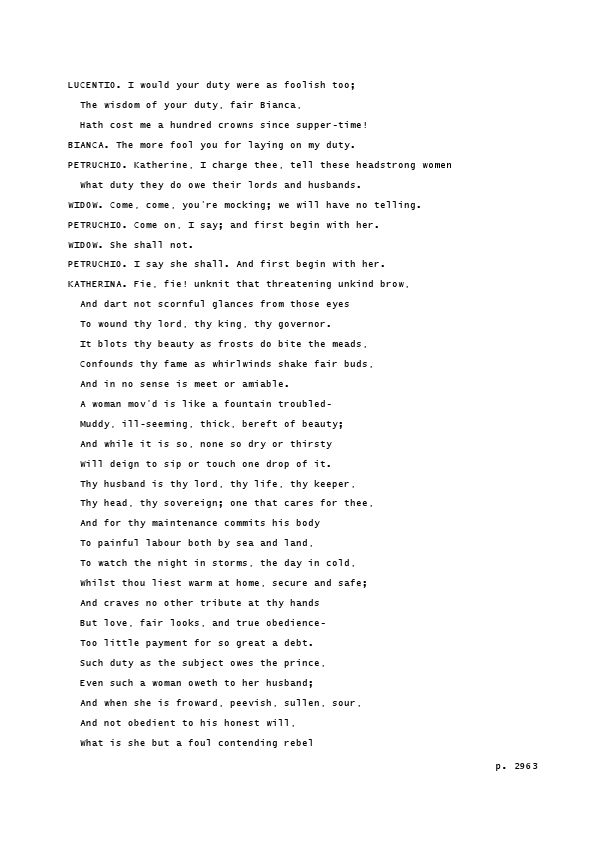 LUCENTIO. I would your duty were as foolish too;
The wisdom of your duty, fair Bianca,
Hath cost me a hundred crowns since supper-time!
BIANCA. The more fool you for laying on my duty.
PETRUCHIO. Katherine, I charge thee, tell these headstrong women
What duty they do owe their lords and husbands.
WIDOW. Come, come, you're mocking; we will have no telling.
PETRUCHIO. Come on, I say; and first begin with her.
WIDOW. She shall not.
PETRUCHIO. I say she shall. And first begin with her.
KATHERINA. Fie, fie! unknit that threatening unkind brow,
And dart not scornful glances from those eyes
To wound thy lord, thy king, thy governor.
It blots thy beauty as frosts do bite the meads,
Confounds thy fame as whirlwinds shake fair buds,
And in no sense is meet or amiable.
A woman mov'd is like a fountain troubled-
Muddy, ill-seeming, thick, bereft of beauty;
And while it is so, none so dry or thirsty
Will deign to sip or touch one drop of it.
Thy husband is thy lord, thy life, thy keeper,
Thy head, thy sovereign; one that cares for thee,
And for thy maintenance commits his body
To painful labour both by sea and land,
To watch the night in storms, the day in cold,
Whilst thou liest warm at home, secure and safe;
And craves no other tribute at thy hands
But love, fair looks, and true obedience-
Too little payment for so great a debt.
Such duty as the subject owes the prince,
Even such a woman oweth to her husband;
And when she is froward, peevish, sullen, sour,
And not obedient to his honest will,
What is she but a foul contending rebel
p. 2963